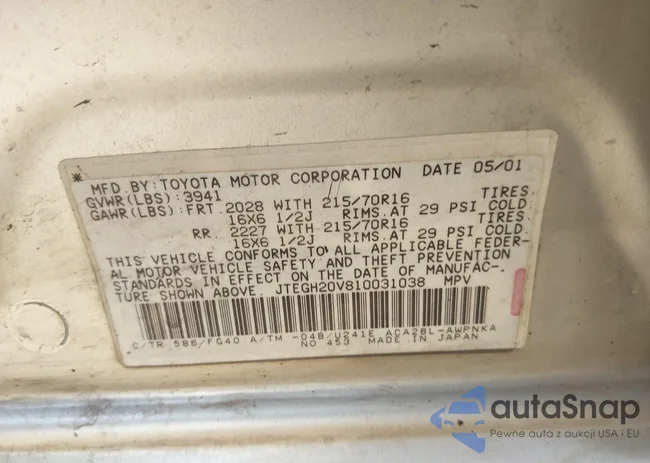 * MFD.BY:TOYOTA MOTOR CORPORATION DATE 05/01
GVWR(LBS):3941
GAWR(LBS):FRT. 2028 WITH 215/70R16 TIRES.
16X6 1/2J RIMS.AT 29 PSI COLD.
RR. 2227 WITH 215/70R16 TIRES.
16X6 1/2J RIMS.AT 29 PSI COLD.
THIS VEHICLE CONFORMS TO ALL APPLICABLE FEDER-
AL MOTOR VEHICLE SAFETY AND THEFT PREVENTION
STANDARDS IN EFFECT ON THE DATE OF MANUFAC-
TURE SHOWN ABOVE. JTEGH20V810031038 MPV
C/TR 586/FG40 A/TM -04B/U241E ACA26L-AWPNKA
NO 453 MADE IN JAPAN
autoSnap
Pewne auta z aukcji USA i EU